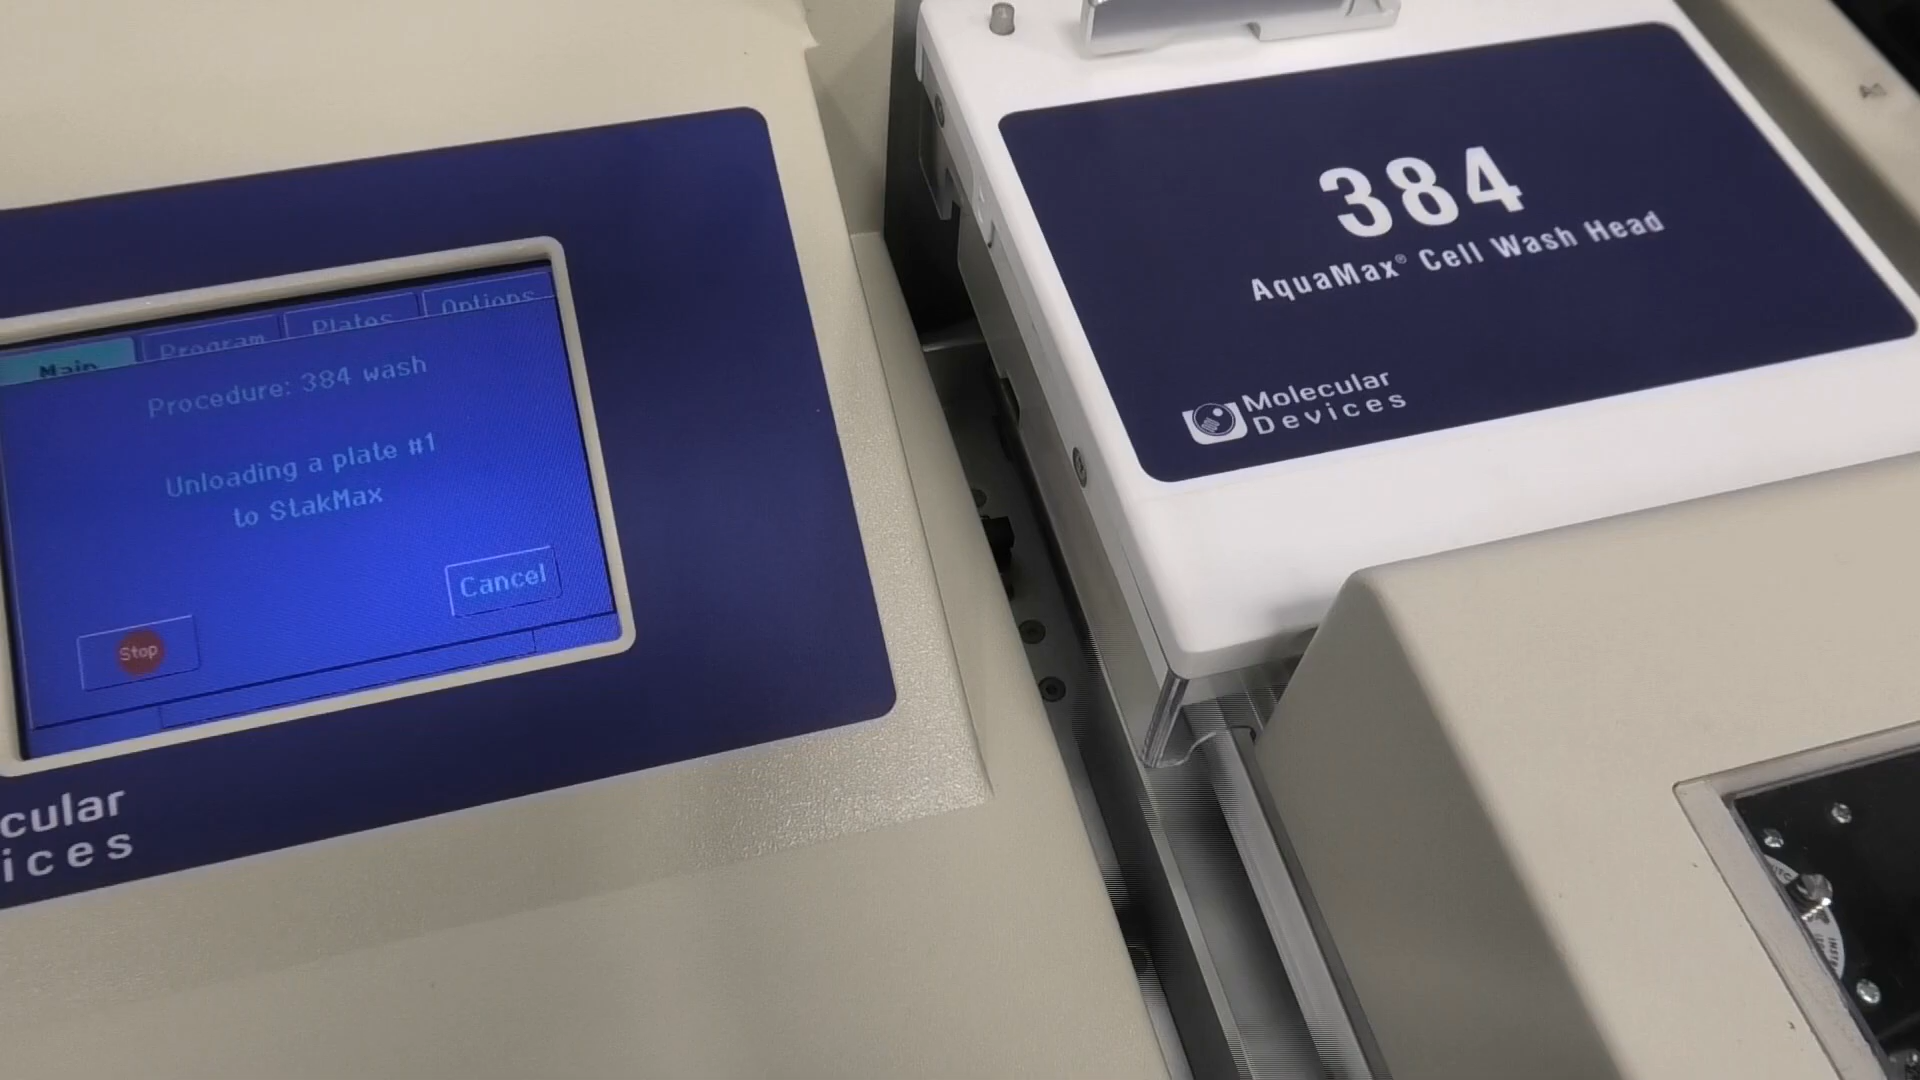 Main
Program
Plates
Options
Procedure: 384 wash
Unloading a plate #1
to StakMax
Cancel
Stop
cular
ices
384
AquaMax® Cell Wash Head
Molecular
Devices